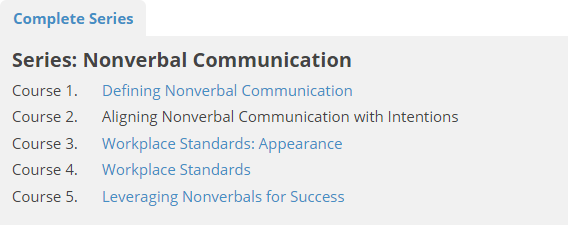 Complete Series
Series: Nonverbal Communication
Course 1. Defining Nonverbal Communication
Course 2. Aligning Nonverbal Communication with Intentions
Course 3. Workplace Standards: Appearance
Course 4. Workplace Standards
Course 5. Leveraging Nonverbals for Success